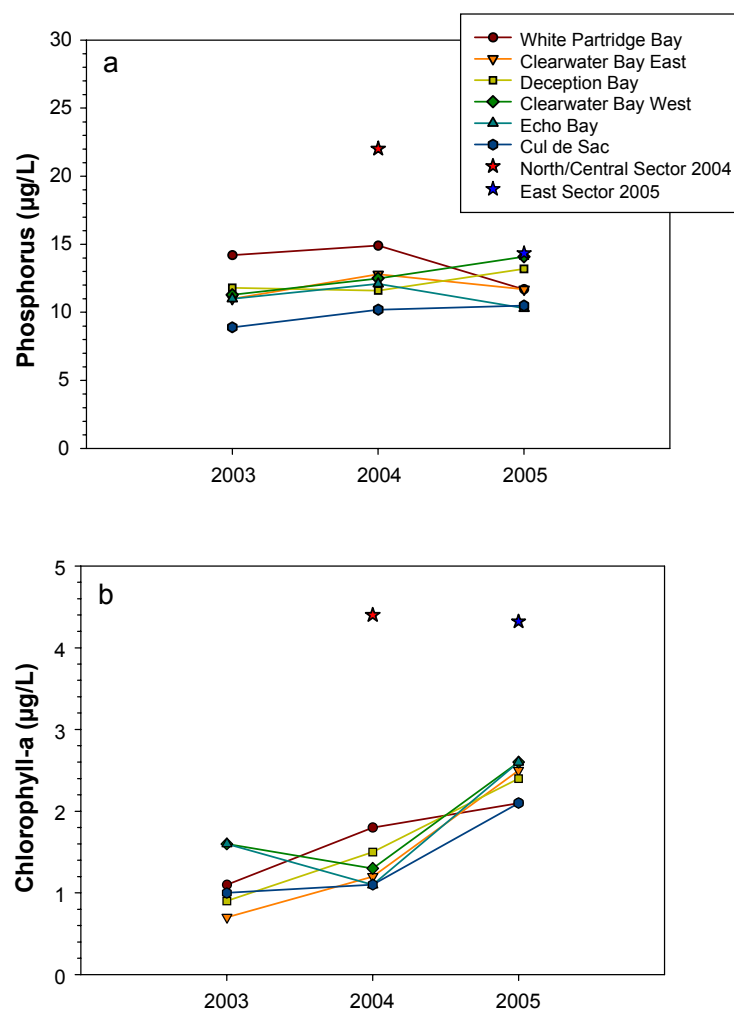 a
Phosphorus (µg/L)
30
25
20
15
10
5
0
2003 2004 2005
White Partridge Bay
Clearwater Bay East
Deception Bay
Clearwater Bay West
Echo Bay
Cul de Sac
North/Central Sector 2004
East Sector 2005
b
Chlorophyll-a (µg/L)
5
4
3
2
1
0
2003 2004 2005